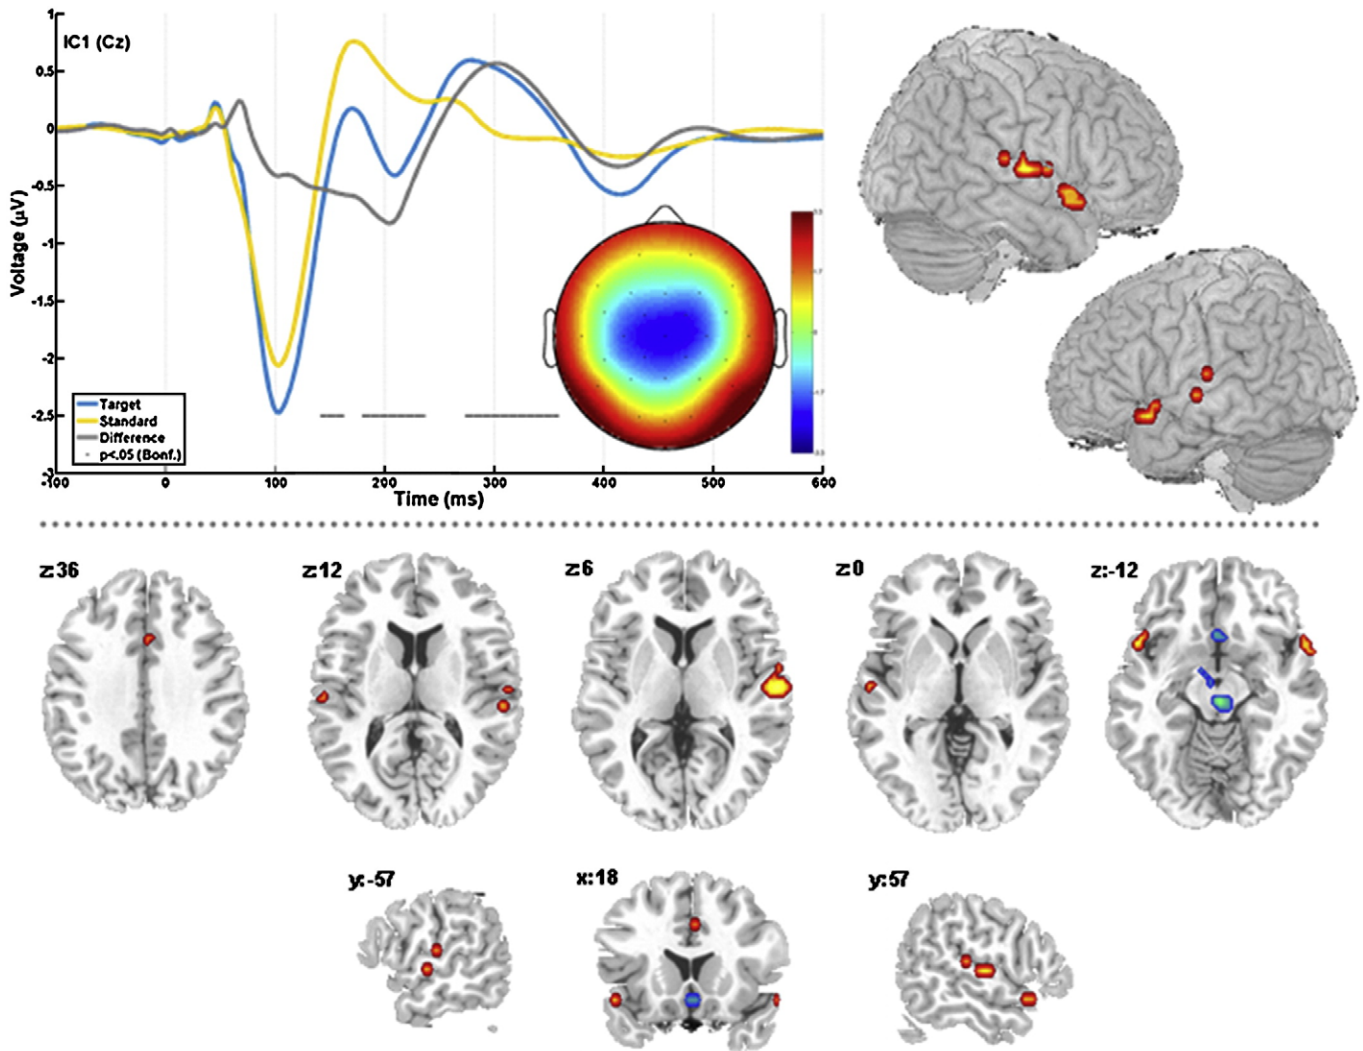 1
IC1 (Cz)
0.5
0
-0.5
-1
-1.5
-2
-2.5
-3
Voltage (μV)
Target
Standard
Difference
p<.05 (Bonf.)
-100 0 100 200 300 400 500 600
Time (ms)
z:36 z:12 z:6 z:0 z:-12
y:-57 x:18 y:57